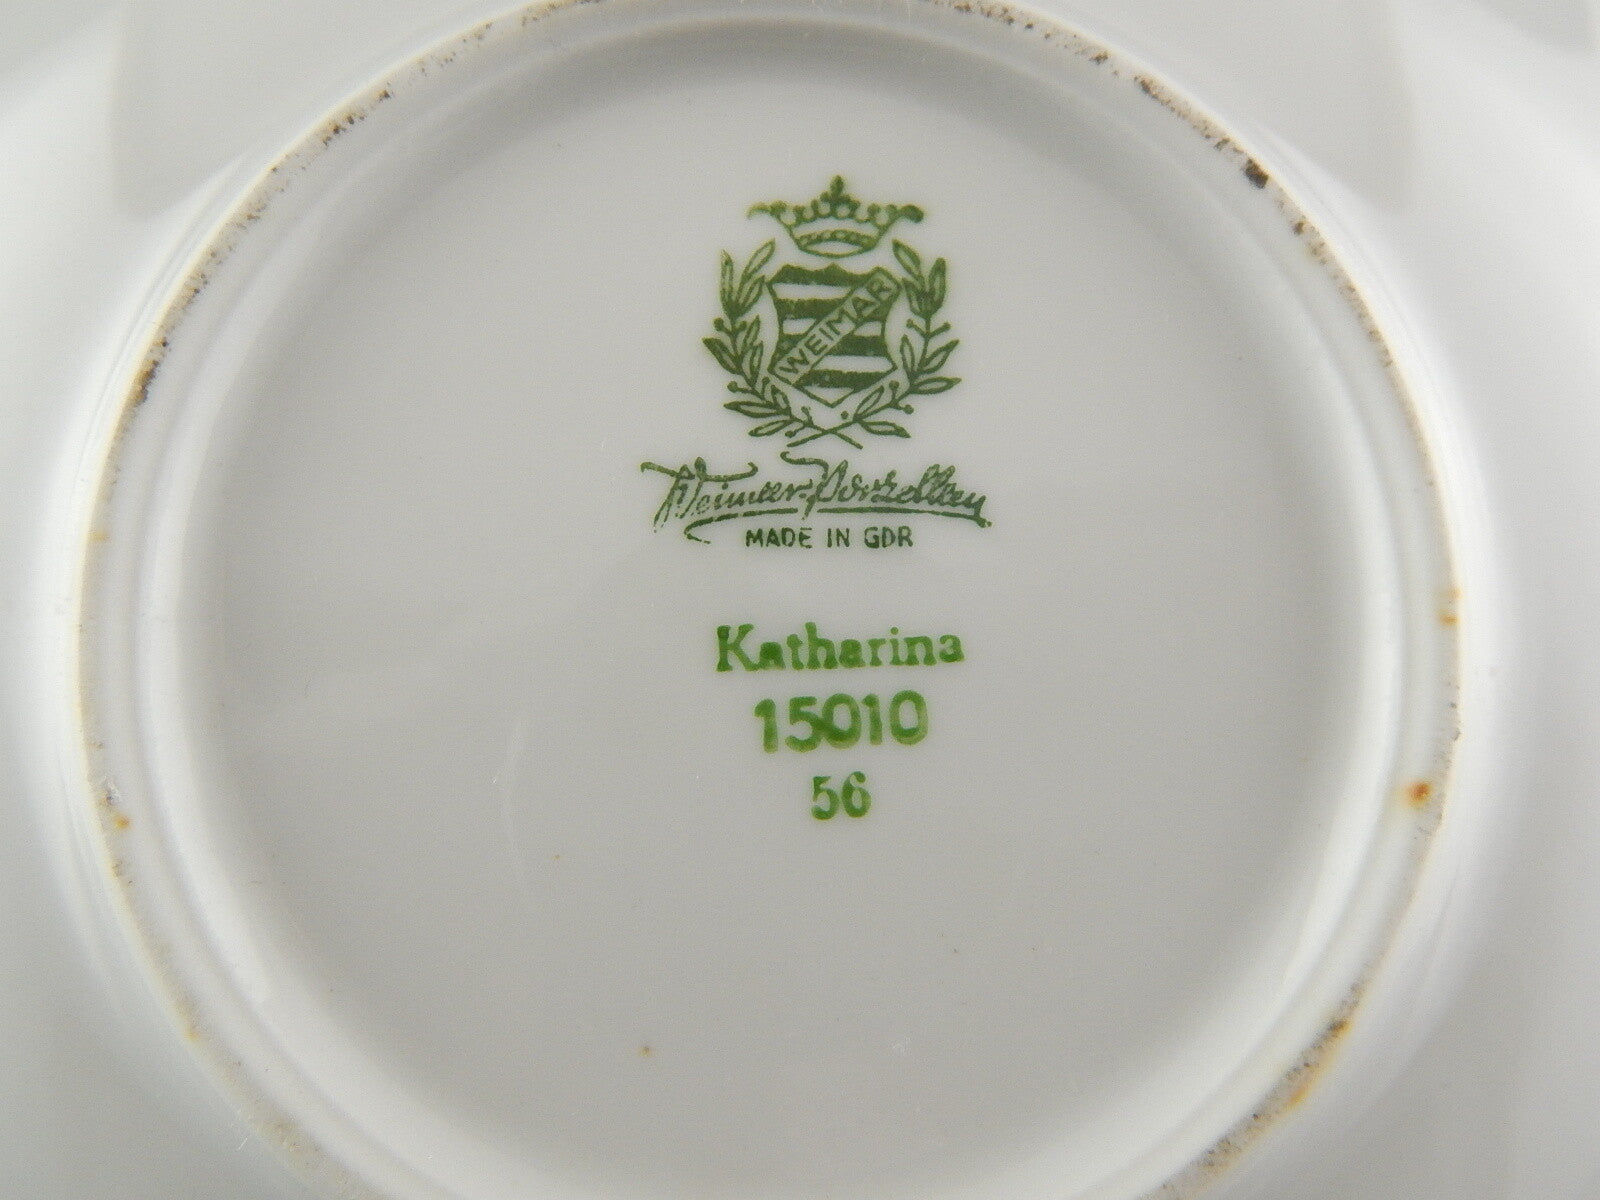 WEIMAR
Weimar-Porzellan
MADE IN GDR
Katharina
15010
56